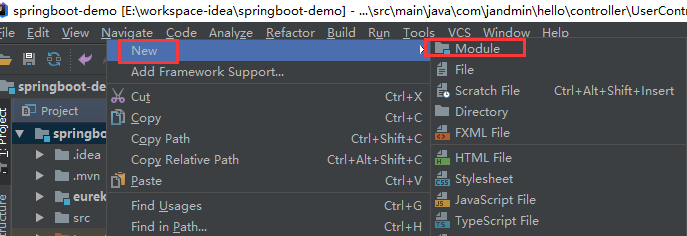 springboot-demo [E:\workspace-idea\springboot-demo] - ...\src\main\java\com\jandmin\hello\controller\UserContr
File Edit View Navigate Code Analyze Refactor Build Run Tools VCS Window Help
springboot-de
Project
springbo
.idea
.mvn
eurek
src
1: Project
New
Add Framework Support...
Cut Ctrl+X
Copy Ctrl+C
Copy Path Ctrl+Shift+C
Copy Relative Path Ctrl+Alt+Shift+C
Paste Ctrl+V
Find Usages Ctrl+G
Find in Path... Ctrl+H
Module
File
Scratch File Ctrl+Alt+Shift+Insert
Directory
FXML File
HTML File
Stylesheet
JavaScript File
TypeScript File